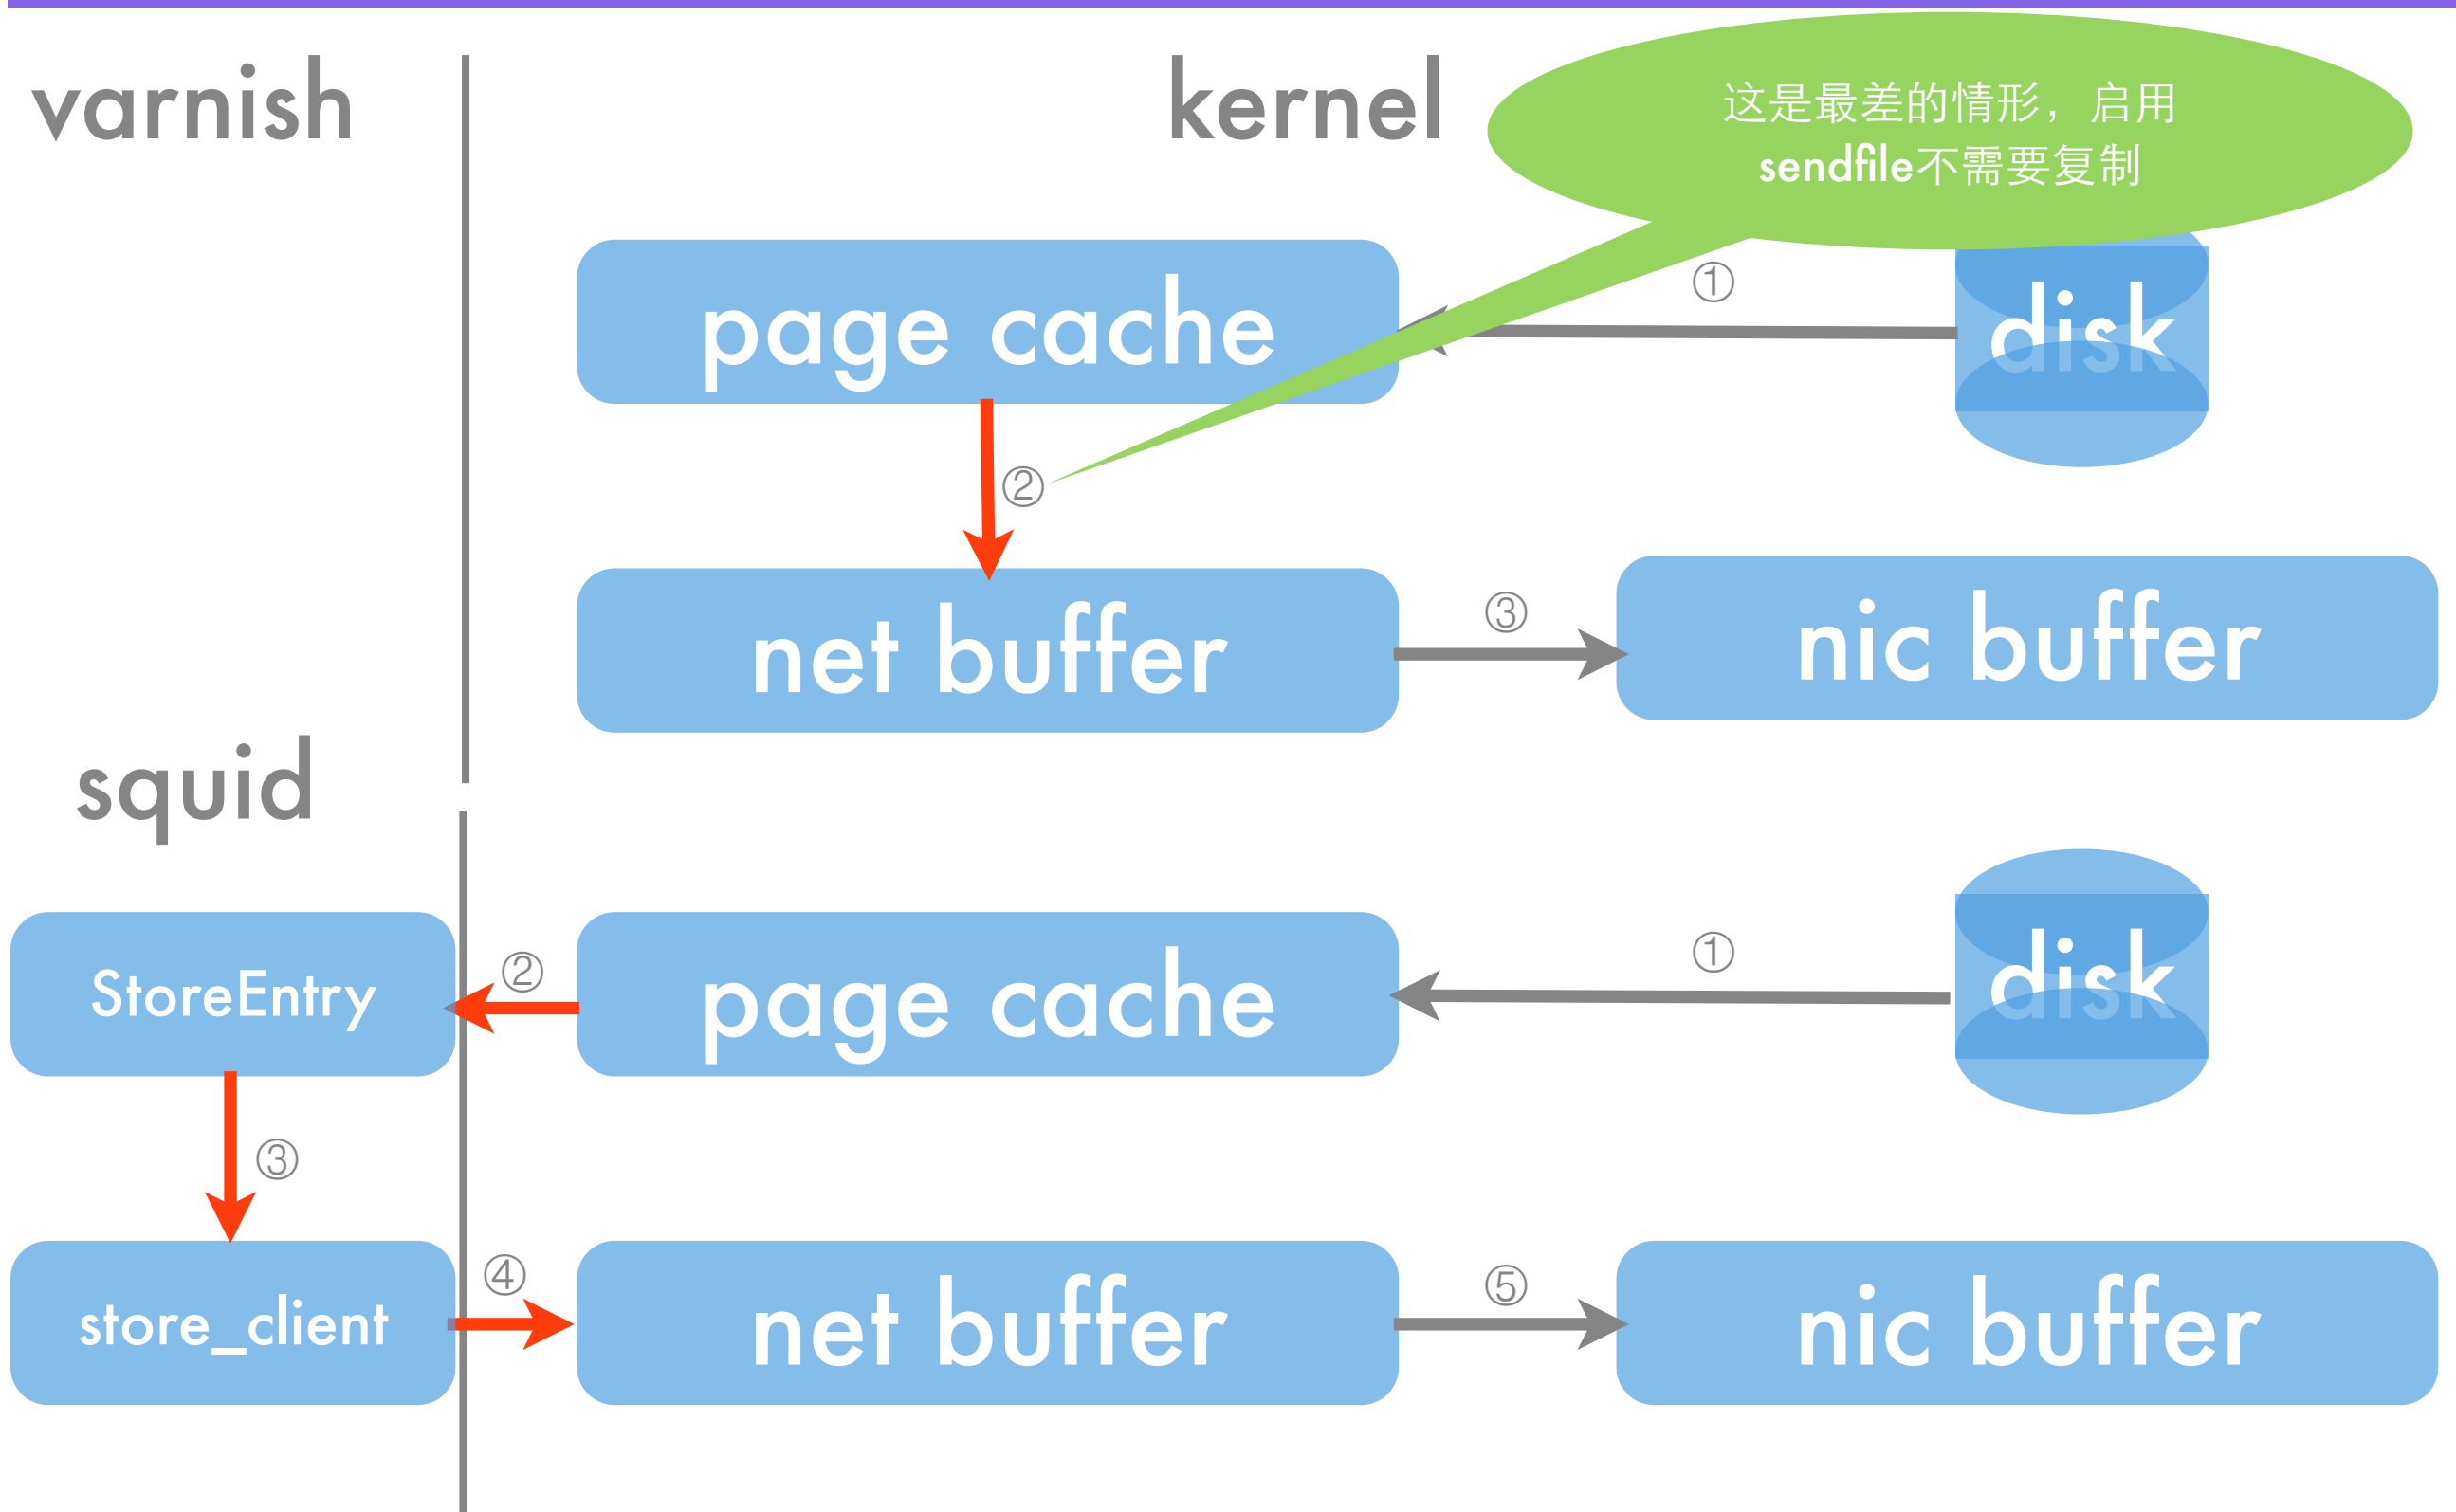 varnish
kernel
这是最差的情形，启用
sendfile不需要复制
page cache
①
disk
②
net buffer
③
nic buffer
squid
StoreEntry
②
page cache
①
disk
③
store_client
④
net buffer
⑤
nic buffer